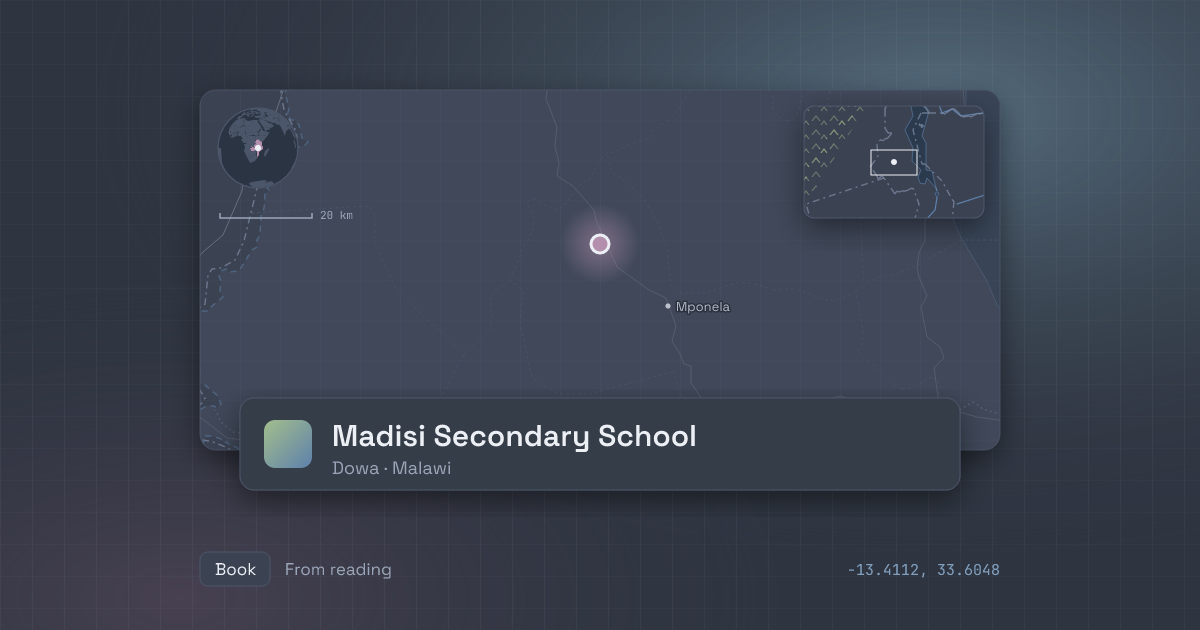 20 km
Mponela
Madisi Secondary School
Dowa · Malawi
Book
From reading
-13.4112, 33.6048